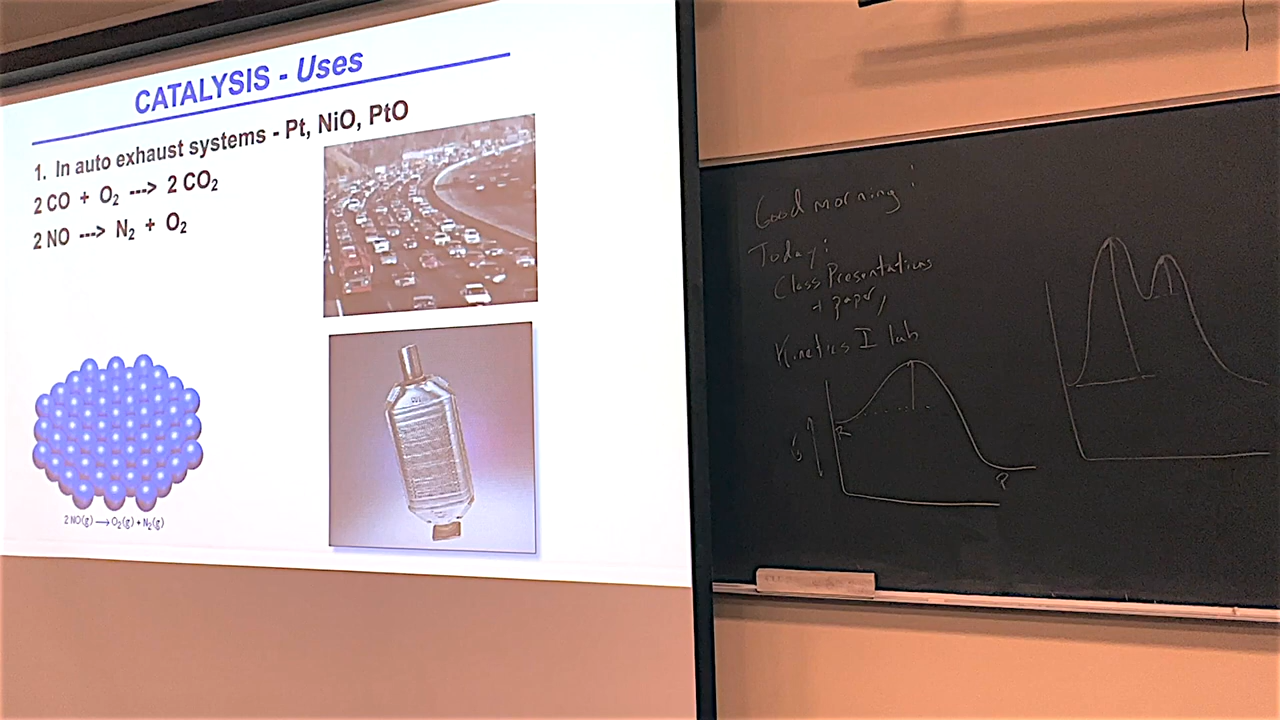 CATALYSIS - Uses
1. In auto exhaust systems - Pt, NiO, PtO
2 CO + O₂ ---> 2 CO₂
2 NO ---> N₂ + O₂
2 NO(g) ⟶ O₂(g) + N₂(g)
Good morning!
Today:
Class Presentations
+ paper,
Kinetics I lab
R
P